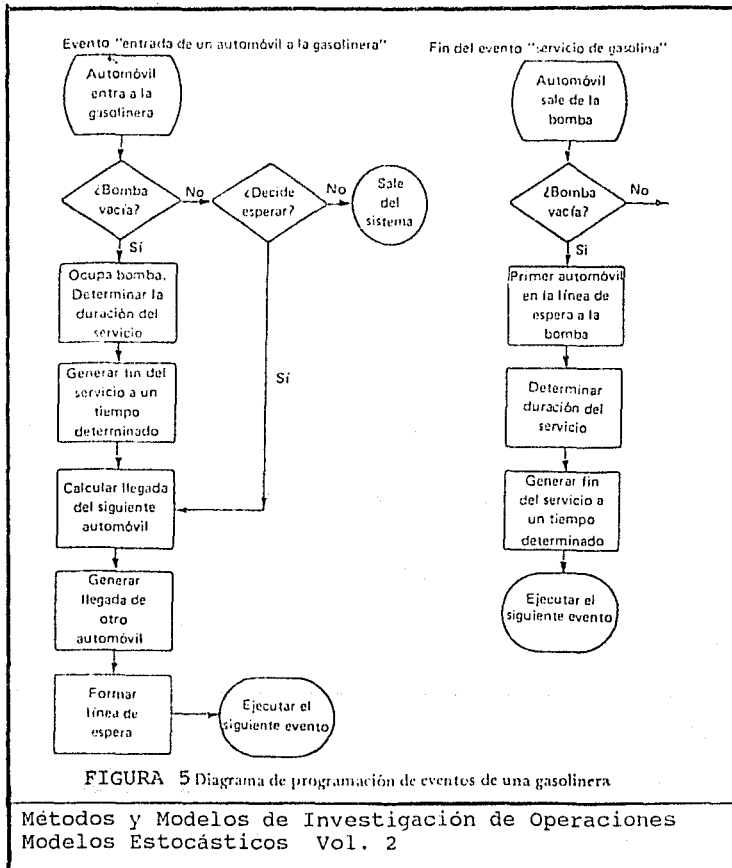 Evento "entrada de un automóvil a la gasolinera"
Automóvil
entra a la
gasolinera
¿Bomba
vacía?
No
¿Decide
esperar?
No
Sale
del
sistema
Sí
Ocupa bomba.
Determinar la
duración del
servicio
Generar fin del
servicio a un
tiempo
determinado
Sí
Calcular llegada
del siguiente
automóvil
Generar
llegada de
otro
automóvil
Formar
línea de
espera
Ejecutar el
siguiente evento
Fin del evento "servicio de gasolina"
Automóvil
sale de la
bomba
¿Bomba
vacía?
No
Si
Primer automóvil
en la línea de
espera a la
bomba
Determinar
duración del
servicio
Generar fin
del servicio a
un tiempo
determinado
Ejecutar el
siguiente evento
FIGURA 5 Diagrama de programación de eventos de una gasolinera
Métodos y Modelos de Investigación de Operaciones
Modelos Estocásticos Vol. 2